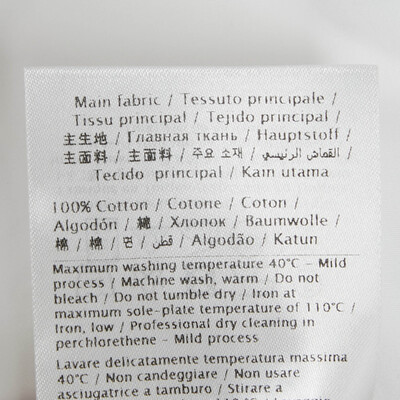 Main fabric / Tessuto principale /
Tissu principal / Tejido principal /
主生地 / Главная ткань / Hauptstoff /
主面料 / 主面料 / 주요 소재 / القماش الرئيسي /
Tecido principal / Kain utama
100% Cotton / Cotone / Coton /
Algodón / 綿 / Хлопок / Baumwolle /
棉 / 棉 / 면 / قطن / Algodão / Katun
Maximum washing temperature 40°C - Mild
process / Machine wash, warm / Do not
bleach / Do not tumble dry / Iron at
maximum sole-plate temperature of 110°C /
Iron, low / Professional dry cleaning in
perchlorethene - Mild process
Lavare delicatamente temperatura massima
40°C / Non candeggiare / Non usare
asciugatrice a tamburo / Stirare a